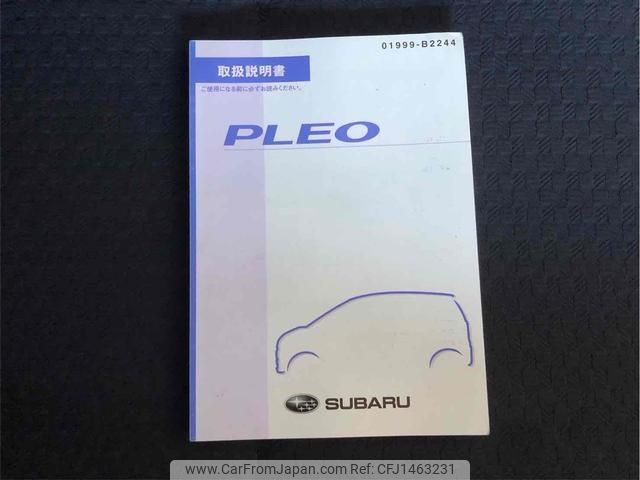 01999-B2244
取扱説明書
ご使用になる前に必ずお読みください。
PLEO
SUBARU
www.CarFromJapan.com | CFJ1463231